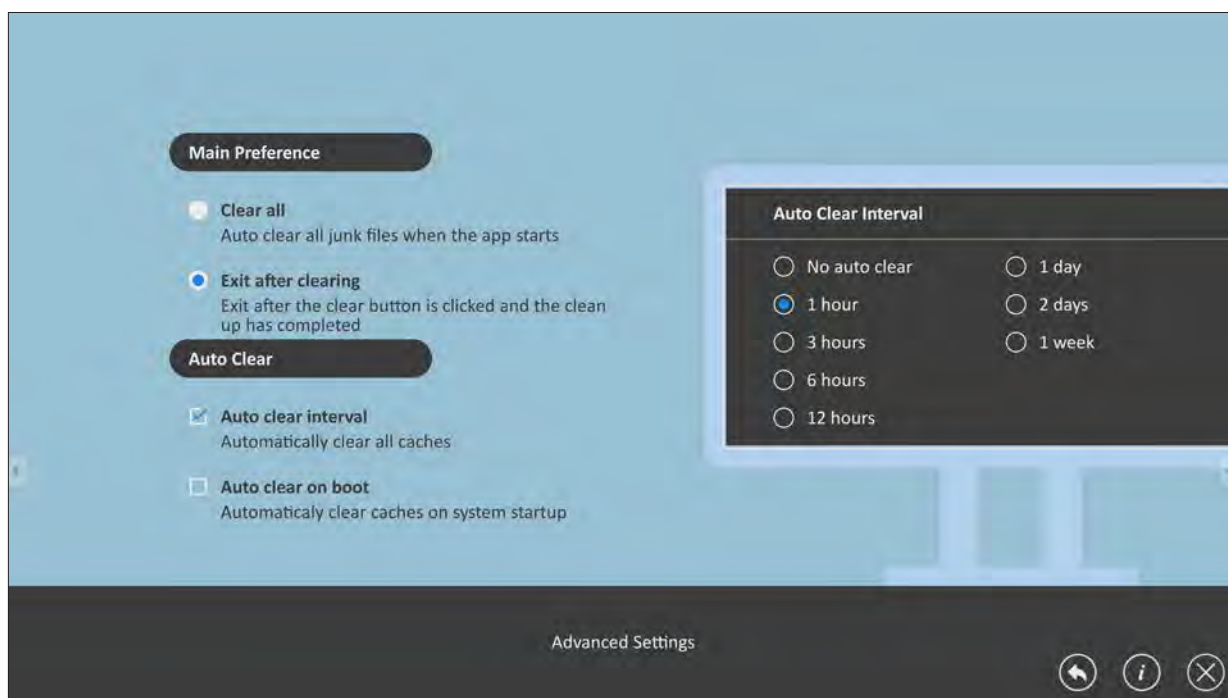 Main Preference
Clear all
Auto clear all junk files when the app starts
Exit after clearing
Exit after the clear button is clicked and the clean
up has completed
Auto Clear
Auto clear interval
Automatically clear all caches
Auto clear on boot
Automaticaly clear caches on system startup
Auto Clear Interval
No auto clear
1 hour
3 hours
6 hours
12 hours
1 day
2 days
1 week
Advanced Settings
i